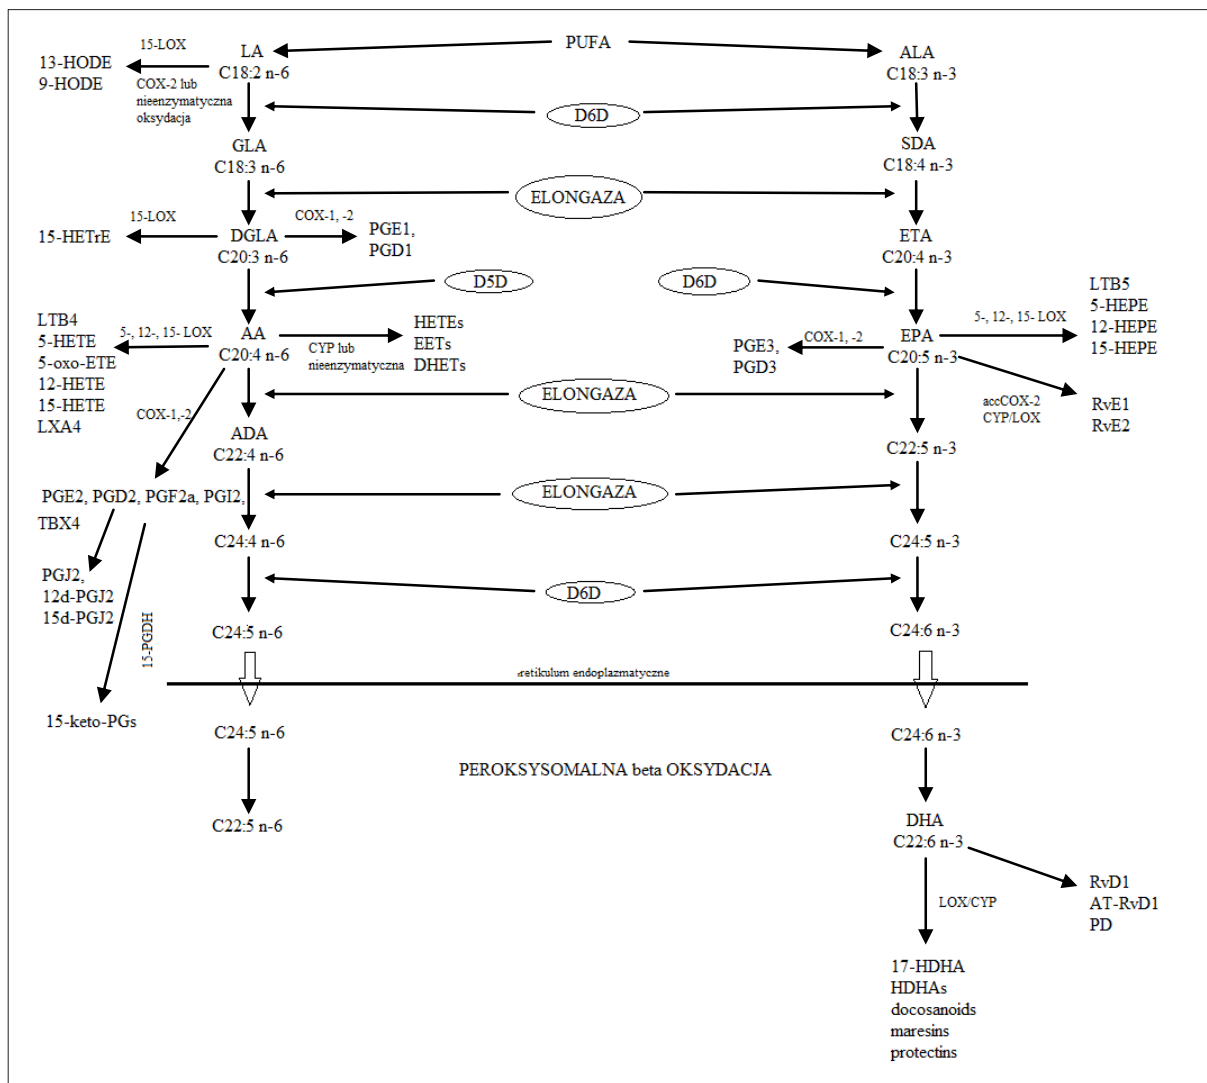 PUFA
LA
C18:2 n-6
15-LOX
13-HODE
9-HODE
COX-2 lub
nieenzymatyczna
oksydacja
ALA
C18:3 n-3
D6D
GLA
C18:3 n-6
SDA
C18:4 n-3
ELONGAZA
15-LOX
15-HETrE
DGLA
C20:3 n-6
COX-1, -2
PGE1,
PGD1
ETA
C20:4 n-3
D5D
D6D
LTB4
5-HETE
5-oxo-ETE
12-HETE
15-HETE
LXA4
5-, 12-, 15- LOX
AA
C20:4 n-6
CYP lub
nieenzymatyczna
HETEs
EETs
DHETs
PGE3,
PGD3
COX-1, -2
EPA
C20:5 n-3
5-, 12-, 15- LOX
LTB5
5-HEPE
12-HEPE
15-HEPE
COX-1,-2
ELONGAZA
accCOX-2
CYP/LOX
RvE1
RvE2
ADA
C22:4 n-6
C22:5 n-3
PGE2, PGD2, PGF2a, PGI2,
TBX4
ELONGAZA
C24:4 n-6
C24:5 n-3
PGJ2,
12d-PGJ2
15d-PGJ2
D6D
15-PGDH
C24:5 n-6
C24:6 n-3
retikulum endoplazmatyczne
15-keto-PGs
C24:5 n-6
C24:6 n-3
PEROKSYSOMALNA beta OKSYDACJA
C22:5 n-6
DHA
C22:6 n-3
LOX/CYP
RvD1
AT-RvD1
PD
17-HDHA
HDHAs
docosanoids
maresins
protectins